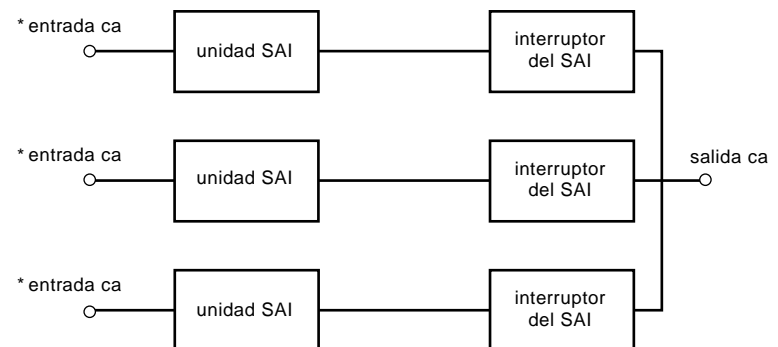 * entrada ca
unidad SAI
interruptor
del SAI
* entrada ca
unidad SAI
interruptor
del SAI
salida ca
* entrada ca
unidad SAI
interruptor
del SAI